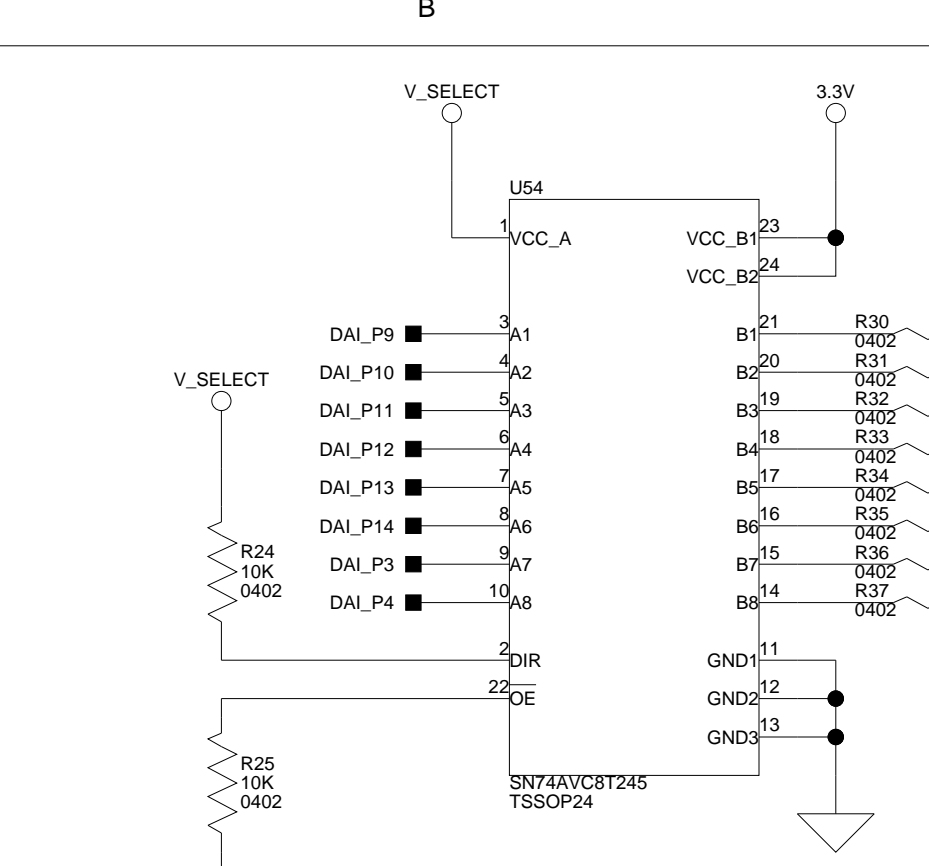 B
V_SELECT
3.3V
U54
1 VCC_A VCC_B1 23
VCC_B2 24
DAI_P9 3 A1 B1 21 R30 0402
DAI_P10 4 A2 B2 20 R31 0402
V_SELECT
DAI_P11 5 A3 B3 19 R32 0402
DAI_P12 6 A4 B4 18 R33 0402
DAI_P13 7 A5 B5 17 R34 0402
DAI_P14 8 A6 B6 16 R35 0402
DAI_P3 9 A7 B7 15 R36 0402
DAI_P4 10 A8 B8 14 R37 0402
R24
10K
0402
2 DIR GND1 11
22 OE GND2 12
GND3 13
R25
10K
0402
SN74AVC8T245
TSSOP24